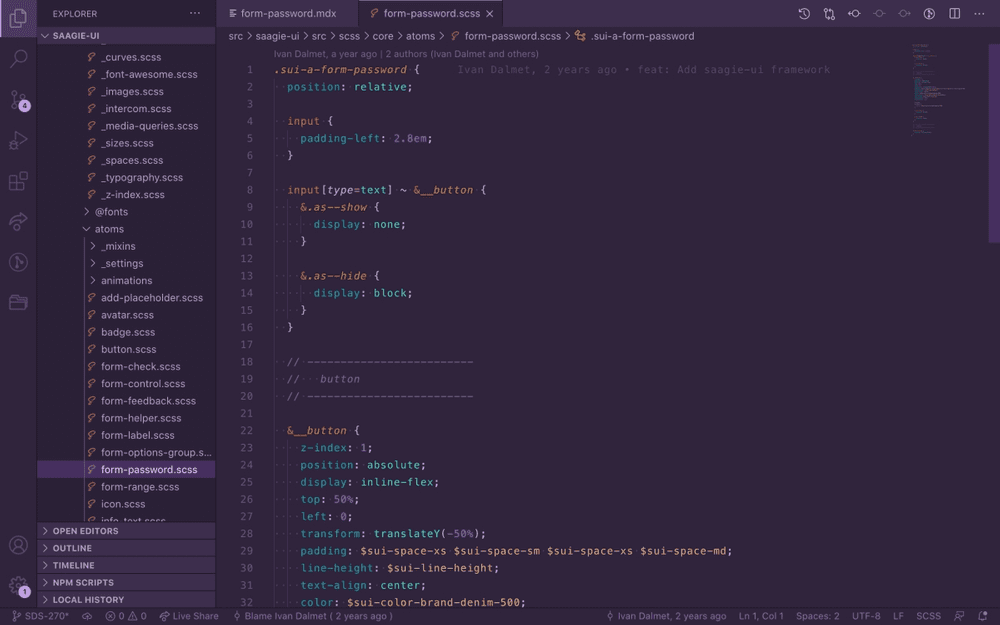 EXPLORER
SAAGIE-UI
_curves.scss
_font-awesome.scss
_images.scss
_intercom.scss
_media-queries.scss
_sizes.scss
_spaces.scss
_typography.scss
_z-index.scss
@fonts
atoms
_mixins
_settings
animations
add-placeholder.scss
avatar.scss
badge.scss
button.scss
form-check.scss
form-control.scss
form-feedback.scss
form-helper.scss
form-label.scss
form-options-group.s...
form-password.scss
form-range.scss
icon.scss
info-text.scss
OPEN EDITORS
OUTLINE
TIMELINE
NPM SCRIPTS
LOCAL HISTORY
4
1
form-password.mdx
form-password.scss
src > saagie-ui > src > scss > core > atoms > form-password.scss > .sui-a-form-password
Ivan Dalmet, a year ago | 2 authors (Ivan Dalmet and others)
1 .sui-a-form-password { Ivan Dalmet, 2 years ago • feat: Add saagie-ui framework
2 position: relative;
3
4 input {
5 padding-left: 2.8em;
6 }
7
8 input[type=text] ~ &__button {
9 &.as--show {
10 display: none;
11 }
12
13 &.as--hide {
14 display: block;
15 }
16 }
17
18 // -------------------------
19 // button
20 // -------------------------
21
22 &__button {
23 z-index: 1;
24 position: absolute;
25 display: inline-flex;
26 top: 50%;
27 left: 0;
28 transform: translateY(-50%);
29 padding: $sui-space-xs $sui-space-sm $sui-space-xs $sui-space-md;
30 line-height: $sui-line-height;
31 text-align: center;
32 color: $sui-color-brand-denim-500;
SDS-270* 0 0 Live Share Blame Ivan Dalmet ( 2 years ago ) Ivan Dalmet, 2 years ago Ln 1, Col 1 Spaces: 2 UTF-8 LF SCSS